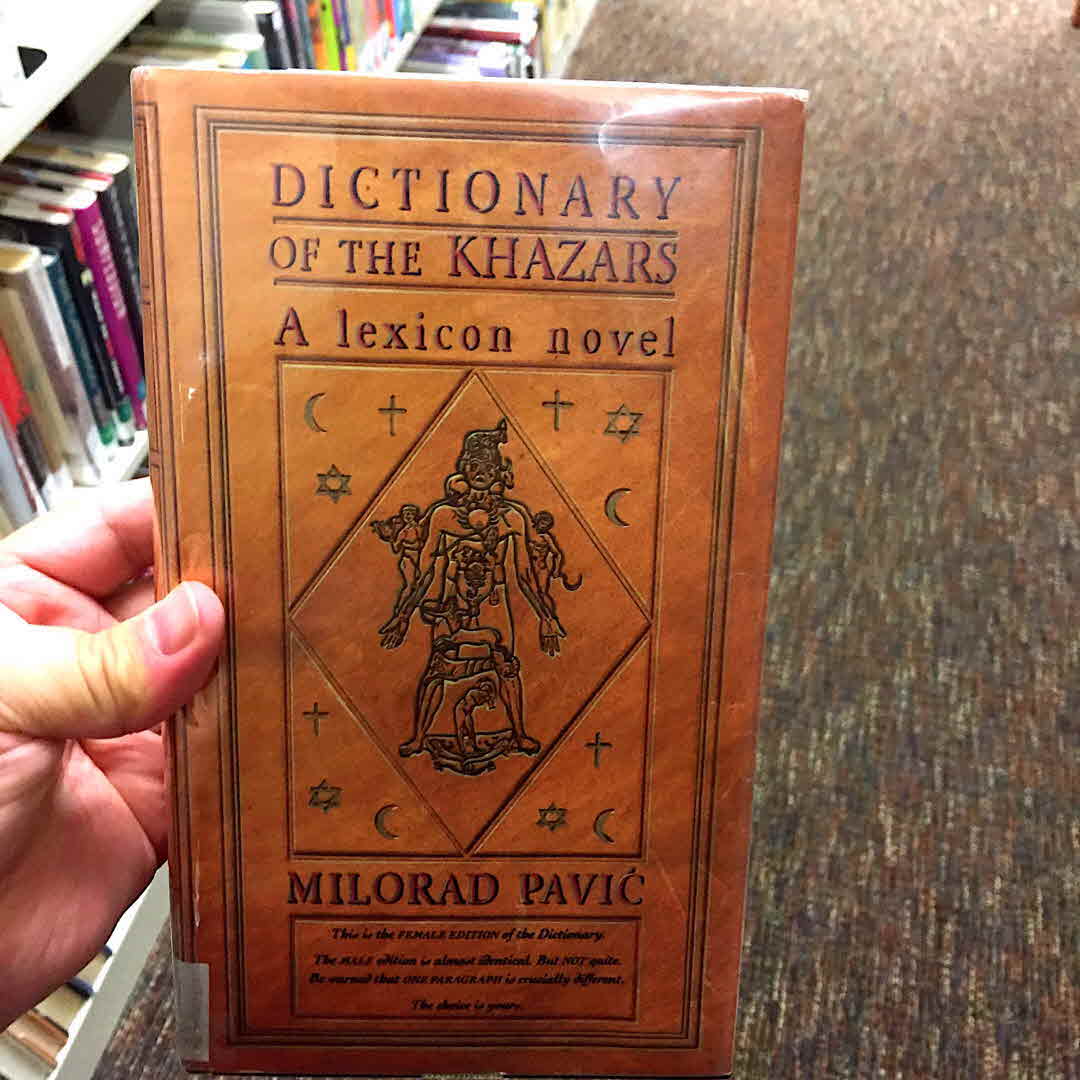 DICTIONARY
OF THE KHAZARS
A lexicon novel
MILORAD PAVIĆ
This is the FEMALE EDITION of the Dictionary.
The MALE edition is almost identical. But NOT quite.
Be warned that ONE PARAGRAPH is crucially different.
The choice is yours.